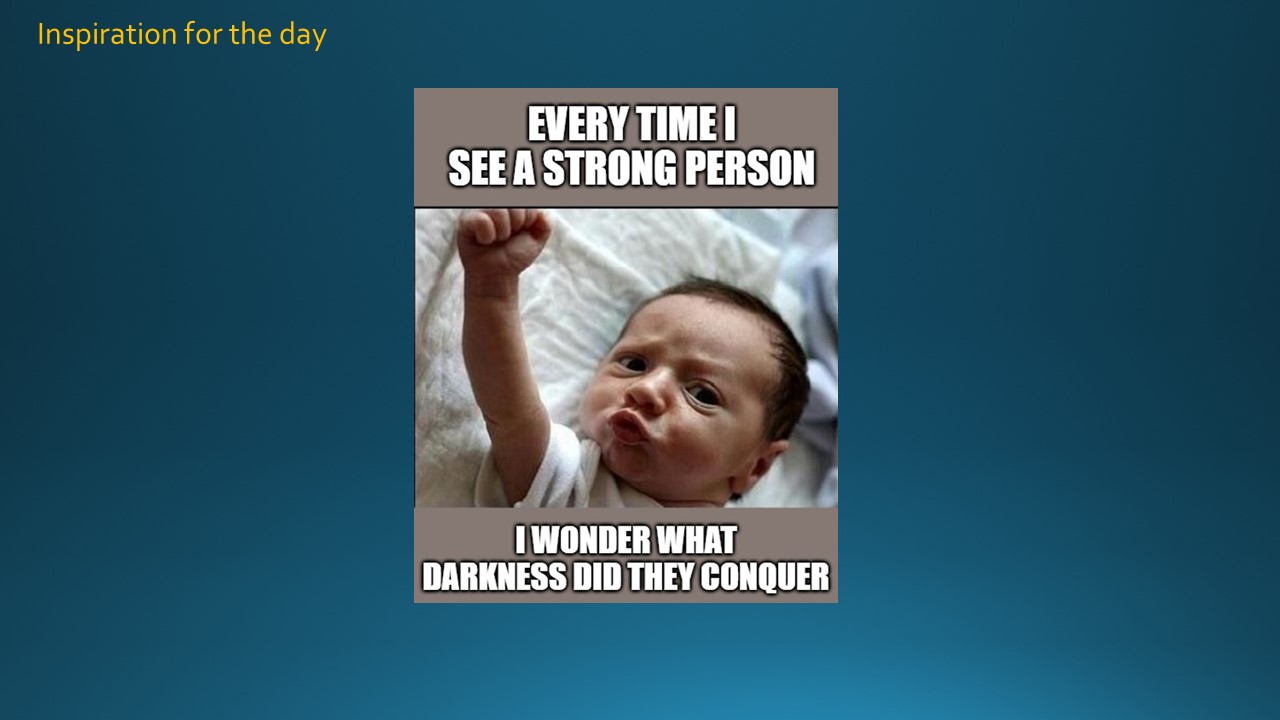 Inspiration for the day
EVERY TIME I
SEE A STRONG PERSON
I WONDER WHAT
DARKNESS DID THEY CONQUER